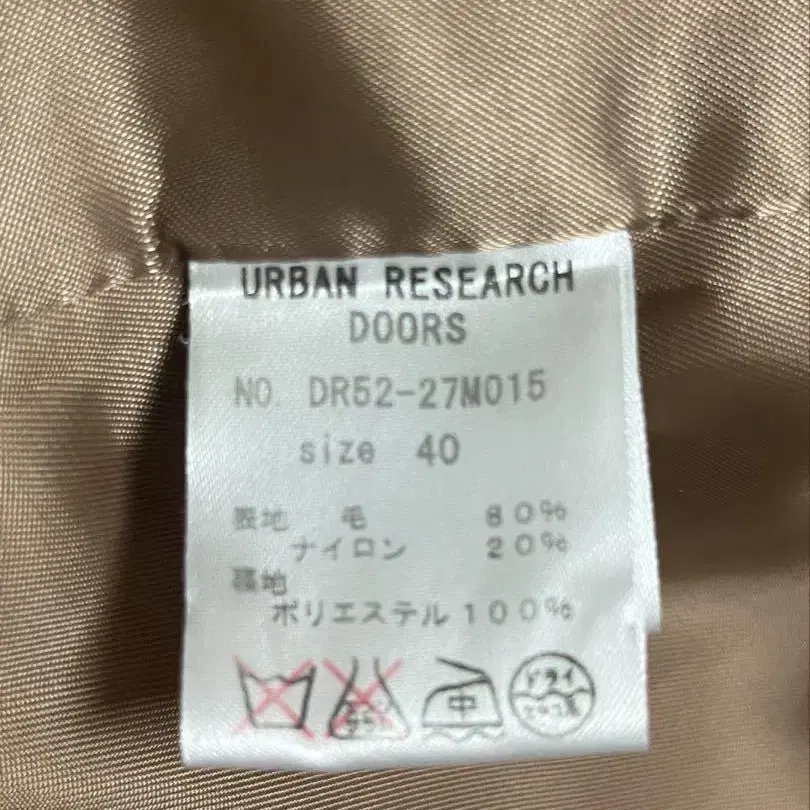 URBAN RESEARCH
DOORS
NO DR52-27M015
size 40
表地 毛 80%
ナイロン 20%
裏地
ポリエステル 100%
中
ドライ